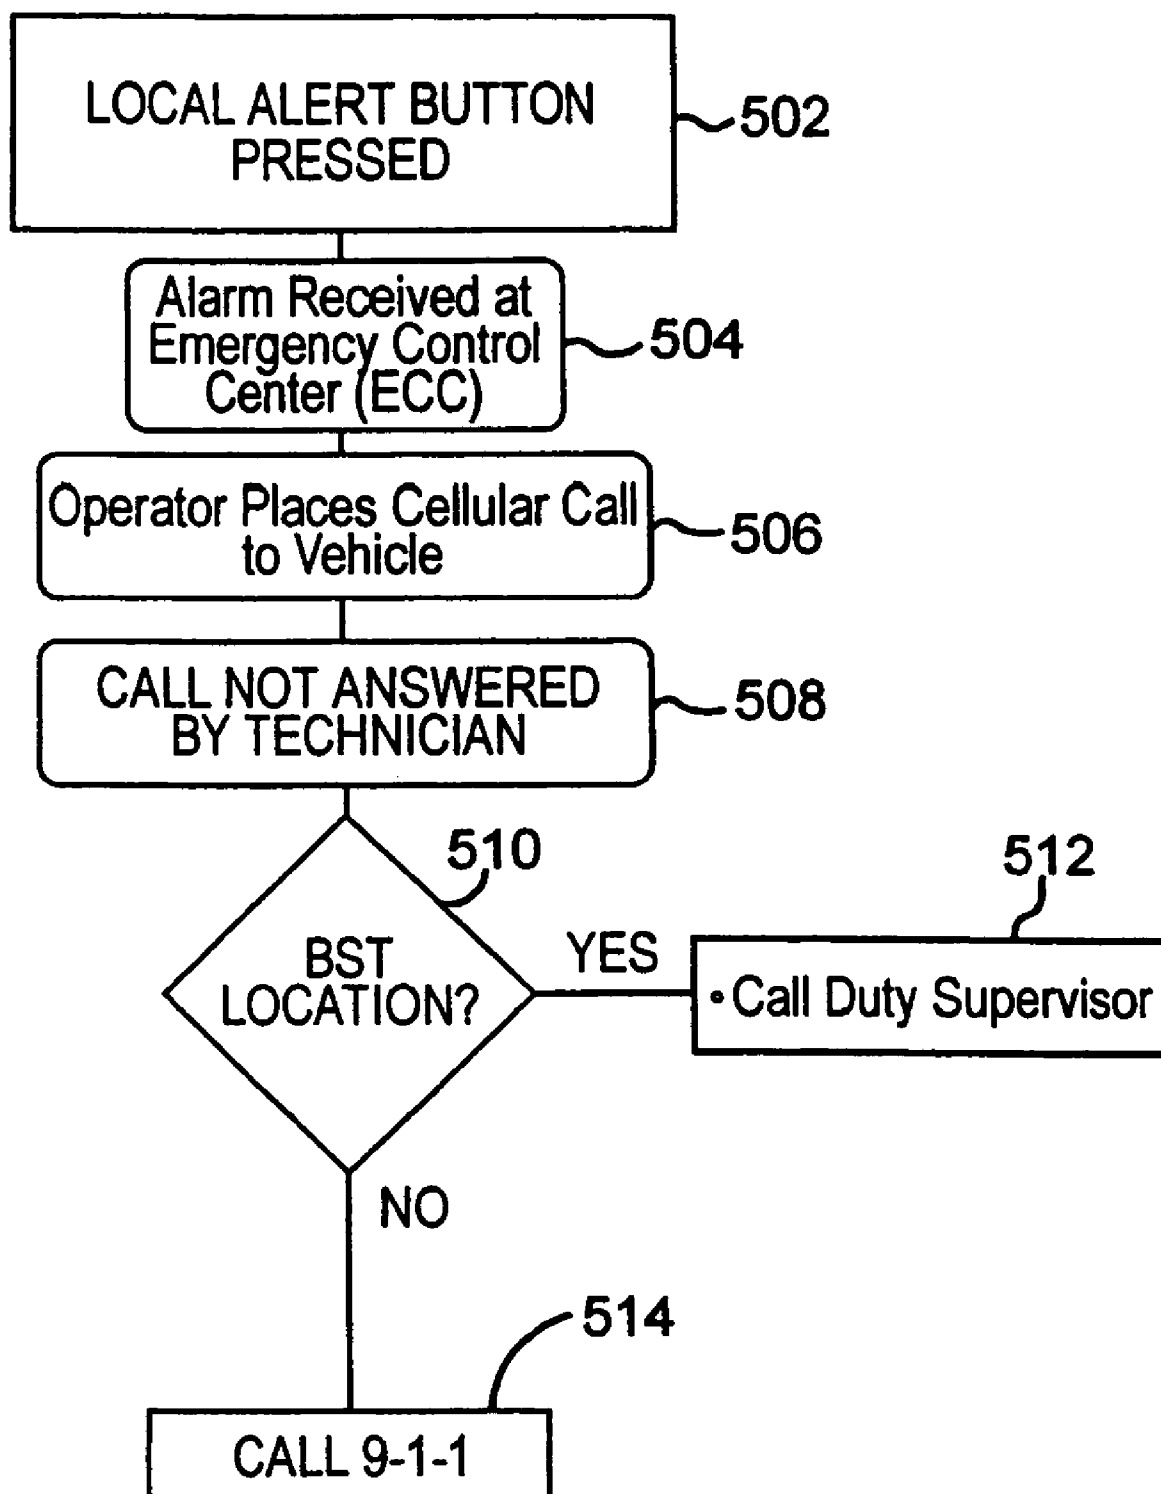 LOCAL ALERT BUTTON
PRESSED
502
Alarm Received at
Emergency Control
Center (ECC)
504
Operator Places Cellular Call
to Vehicle
506
CALL NOT ANSWERED
BY TECHNICIAN
508
510
BST
LOCATION?
YES
512
• Call Duty Supervisor
NO
514
CALL 9-1-1